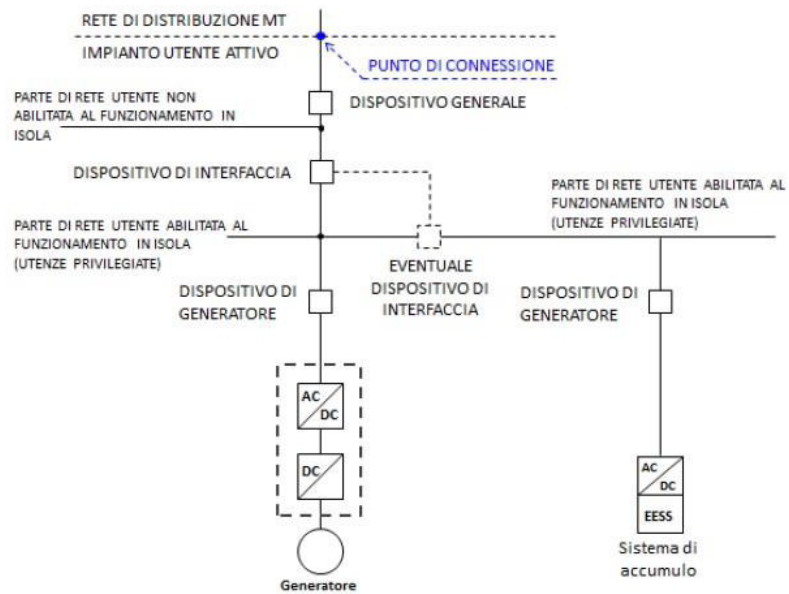 RETE DI DISTRIBUZIONE MT
IMPIANTO UTENTE ATTIVO
PUNTO DI CONNESSIONE
PARTE DI RETE UTENTE NON
ABILITATA AL FUNZIONAMENTO IN
ISOLA
DISPOSITIVO GENERALE
DISPOSITIVO DI INTERFACCIA
PARTE DI RETE UTENTE ABILITATA AL
FUNZIONAMENTO IN ISOLA
(UTENZE PRIVILEGIATE)
PARTE DI RETE UTENTE ABILITATA AL
FUNZIONAMENTO IN ISOLA
(UTENZE PRIVILEGIATE)
EVENTUALE
DISPOSITIVO DI
INTERFACCIA
DISPOSITIVO DI
GENERATORE
DISPOSITIVO DI
GENERATORE
AC
DC
DC
Generatore
AC
DC
EESS
Sistema di
accumulo